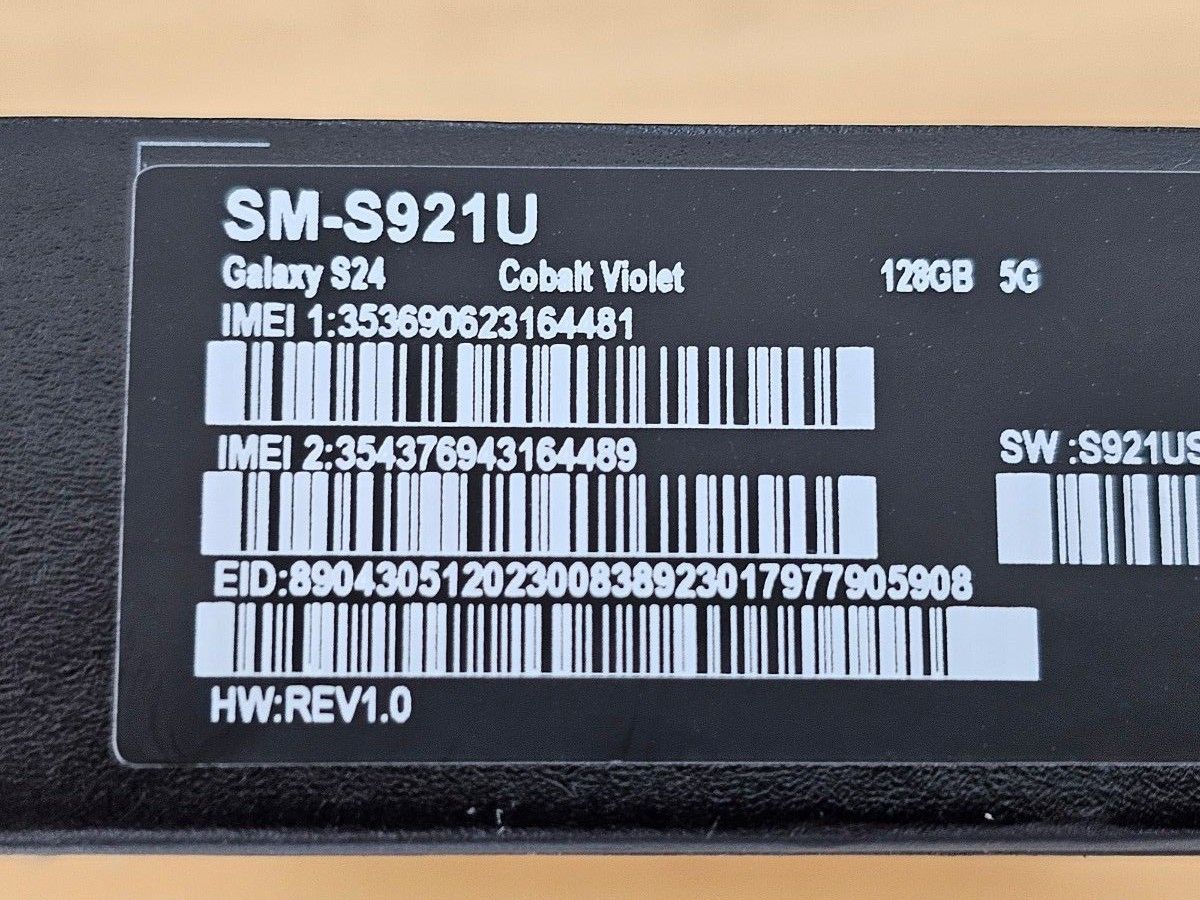 SM-S921U
Galaxy S24 Cobalt Violet 128GB 5G
IMEI 1:353690623164481
IMEI 2:354376943164489
SW :S921US
EID:89043051202300838923017977905908
HW:REV1.0